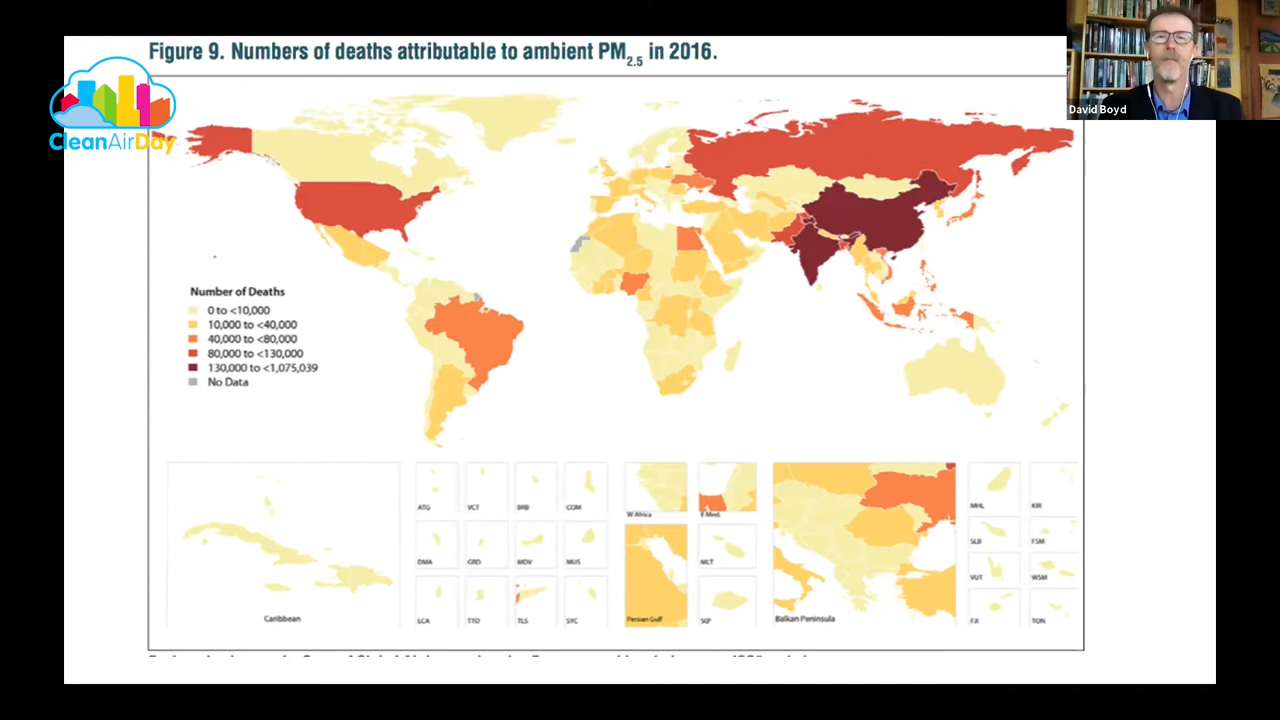 Figure 9. Numbers of deaths attributable to ambient PM2.5 in 2016.
CleanAirDay
David Boyd
Number of Deaths
0 to <10,000
10,000 to <40,000
40,000 to <80,000
80,000 to <130,000
130,000 to <1,075,039
No Data
Caribbean
ATG
VCT
BRB
COM
DMA
GRD
MDV
MUS
LCA
TTO
TLS
SYC
W Africa
E Med.
Persian Gulf
MLT
SGP
Balkan Peninsula
MHL
KIR
SLB
FSM
VUT
WSM
FJI
TON